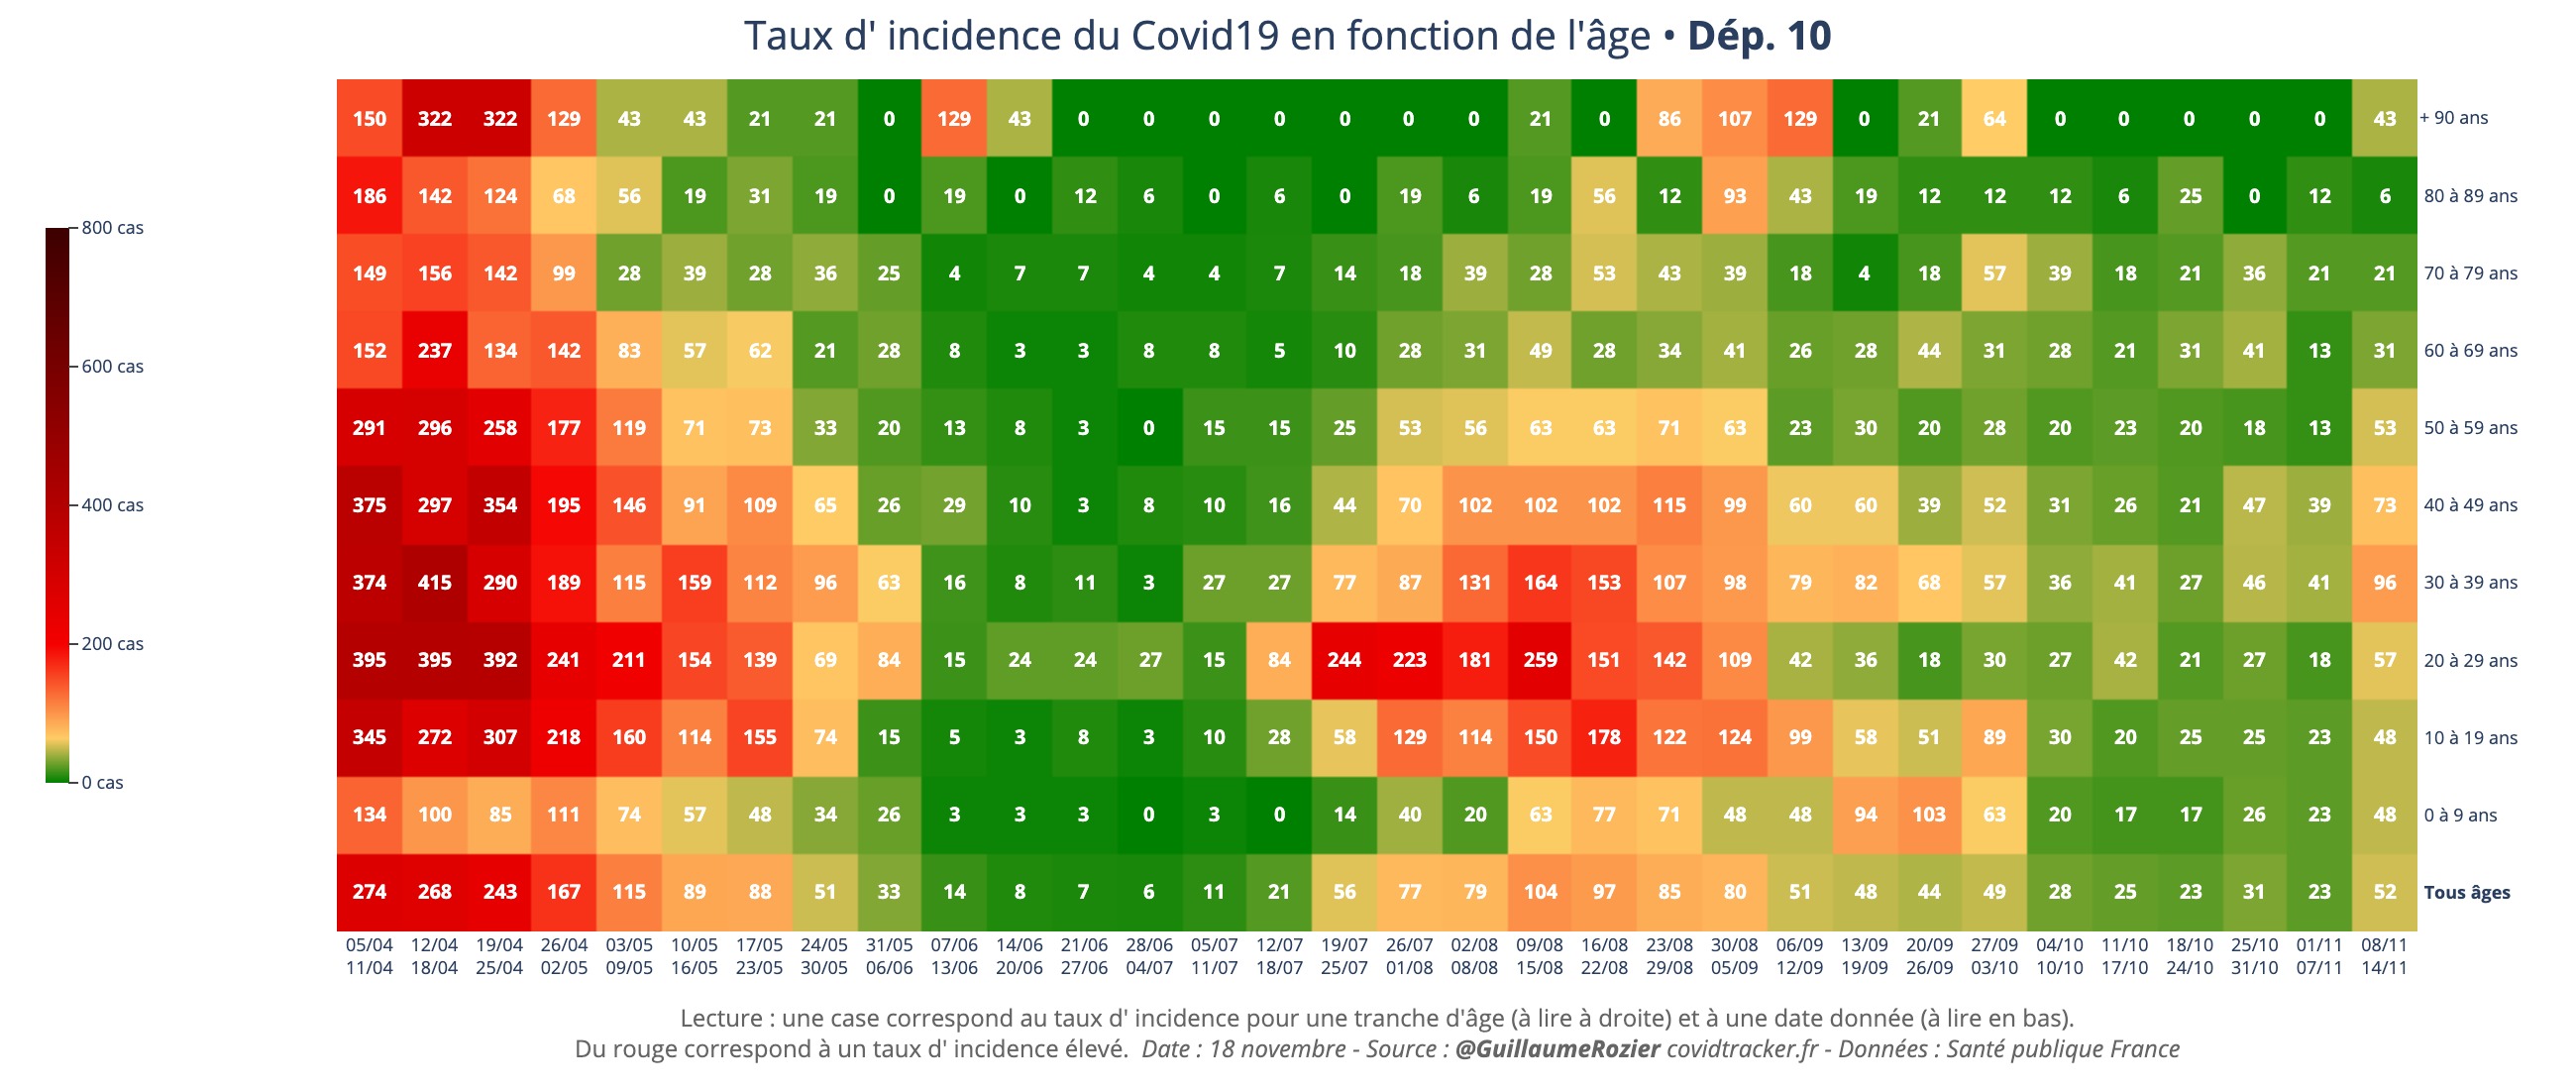 Taux d' incidence du Covid19 en fonction de l'âge • Dép. 10
150 322 322 129 43 43 21 21 0 129 43 0 0 0 0 0 0 0 21 0 86 107 129 0 21 64 0 0 0 0 0 43 + 90 ans
186 142 124 68 56 19 31 19 0 19 0 12 6 0 6 0 19 6 19 56 12 93 43 19 12 12 12 6 25 0 12 6 80 à 89 ans
800 cas
149 156 142 99 28 39 28 36 25 4 7 7 4 4 7 14 18 39 28 53 43 39 18 4 18 57 39 18 21 36 21 21 70 à 79 ans
152 237 134 142 83 57 62 21 28 8 3 3 8 8 5 10 28 31 49 28 34 41 26 28 44 31 28 21 31 41 13 31 60 à 69 ans
600 cas
291 296 258 177 119 71 73 33 20 13 8 3 0 15 15 25 53 56 63 63 71 63 23 30 20 28 20 23 20 18 13 53 50 à 59 ans
400 cas
375 297 354 195 146 91 109 65 26 29 10 3 8 10 16 44 70 102 102 102 115 99 60 60 39 52 31 26 21 47 39 73 40 à 49 ans
374 415 290 189 115 159 112 96 63 16 8 11 3 27 27 77 87 131 164 153 107 98 79 82 68 57 36 41 27 46 41 96 30 à 39 ans
200 cas
395 395 392 241 211 154 139 69 84 15 24 24 27 15 84 244 223 181 259 151 142 109 42 36 18 30 27 42 21 27 18 57 20 à 29 ans
345 272 307 218 160 114 155 74 15 5 3 8 3 10 28 58 129 114 150 178 122 124 99 58 51 89 30 20 25 25 23 48 10 à 19 ans
0 cas
134 100 85 111 74 57 48 34 26 3 3 3 0 3 0 14 40 20 63 77 71 48 48 94 103 63 20 17 17 26 23 48 0 à 9 ans
274 268 243 167 115 89 88 51 33 14 8 7 6 11 21 56 77 79 104 97 85 80 51 48 44 49 28 25 23 31 23 52 Tous âges
05/04 12/04 19/04 26/04 03/05 10/05 17/05 24/05 31/05 07/06 14/06 21/06 28/06 05/07 12/07 19/07 26/07 02/08 09/08 16/08 23/08 30/08 06/09 13/09 20/09 27/09 04/10 11/10 18/10 25/10 01/11 08/11
11/04 18/04 25/04 02/05 09/05 16/05 23/05 30/05 06/06 13/06 20/06 27/06 04/07 11/07 18/07 25/07 01/08 08/08 15/08 22/08 29/08 05/09 12/09 19/09 26/09 03/10 10/10 17/10 24/10 31/10 07/11 14/11
Lecture : une case correspond au taux d' incidence pour une tranche d'âge (à lire à droite) et à une date donnée (à lire en bas).
Du rouge correspond à un taux d' incidence élevé. Date : 18 novembre - Source : @GuillaumeRozier covidtracker.fr - Données : Santé publique France